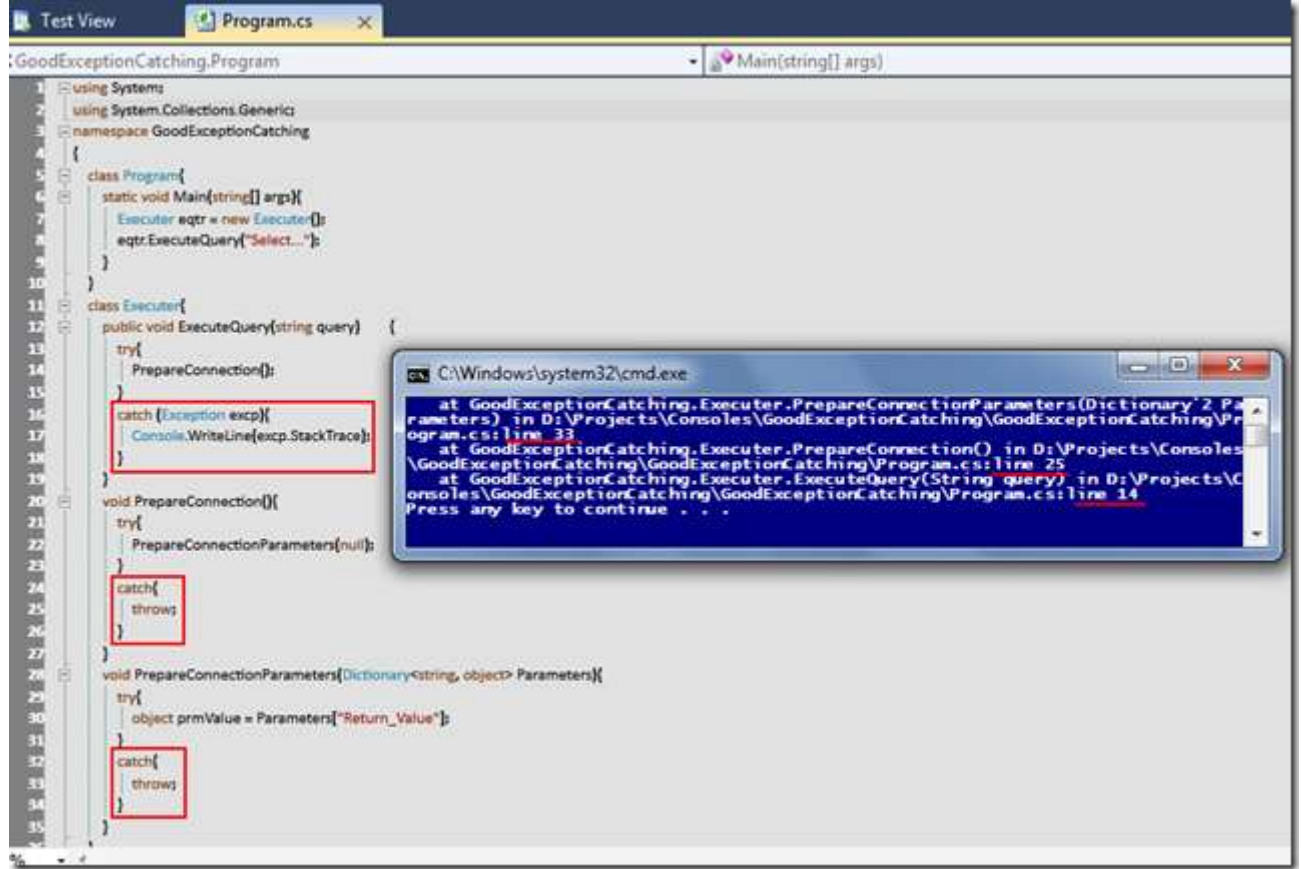 Test View
Program.cs
GoodExceptionCatching.Program
Main(string[] args)
1 using System;
2 using System.Collections.Generic;
3 namespace GoodExceptionCatching
4 {
5 class Program{
6 static void Main(string[] args){
7 Executer eqtr = new Executer();
8 eqtr.ExecuteQuery("Select...");
9 }
10 }
11 class Executer{
12 public void ExecuteQuery(string query) {
13 try{
14 PrepareConnection();
15 }
16 catch (Exception excp){
17 Console.WriteLine(excp.StackTrace);
18 }
19 }
20 void PrepareConnection(){
21 try{
22 PrepareConnectionParameters(null);
23 }
24 catch{
25 throw;
26 }
27 }
28 void PrepareConnectionParameters(Dictionary<string, object> Parameters){
29 try{
30 object prmValue = Parameters["Return_Value"];
31 }
32 catch{
33 throw;
34 }
35 }
%
C:\Windows\system32\cmd.exe
at GoodExceptionCatching.Executer.PrepareConnectionParameters(Dictionary`2 Pa
rameters) in D:\Projects\Consoles\GoodExceptionCatching\GoodExceptionCatching\Pr
ogram.cs:line 33
at GoodExceptionCatching.Executer.PrepareConnection() in D:\Projects\Consoles
\GoodExceptionCatching\GoodExceptionCatching\Program.cs:line 25
at GoodExceptionCatching.Executer.ExecuteQuery(String query) in D:\Projects\C
onsoles\GoodExceptionCatching\GoodExceptionCatching\Program.cs:line 14
Press any key to continue . . .